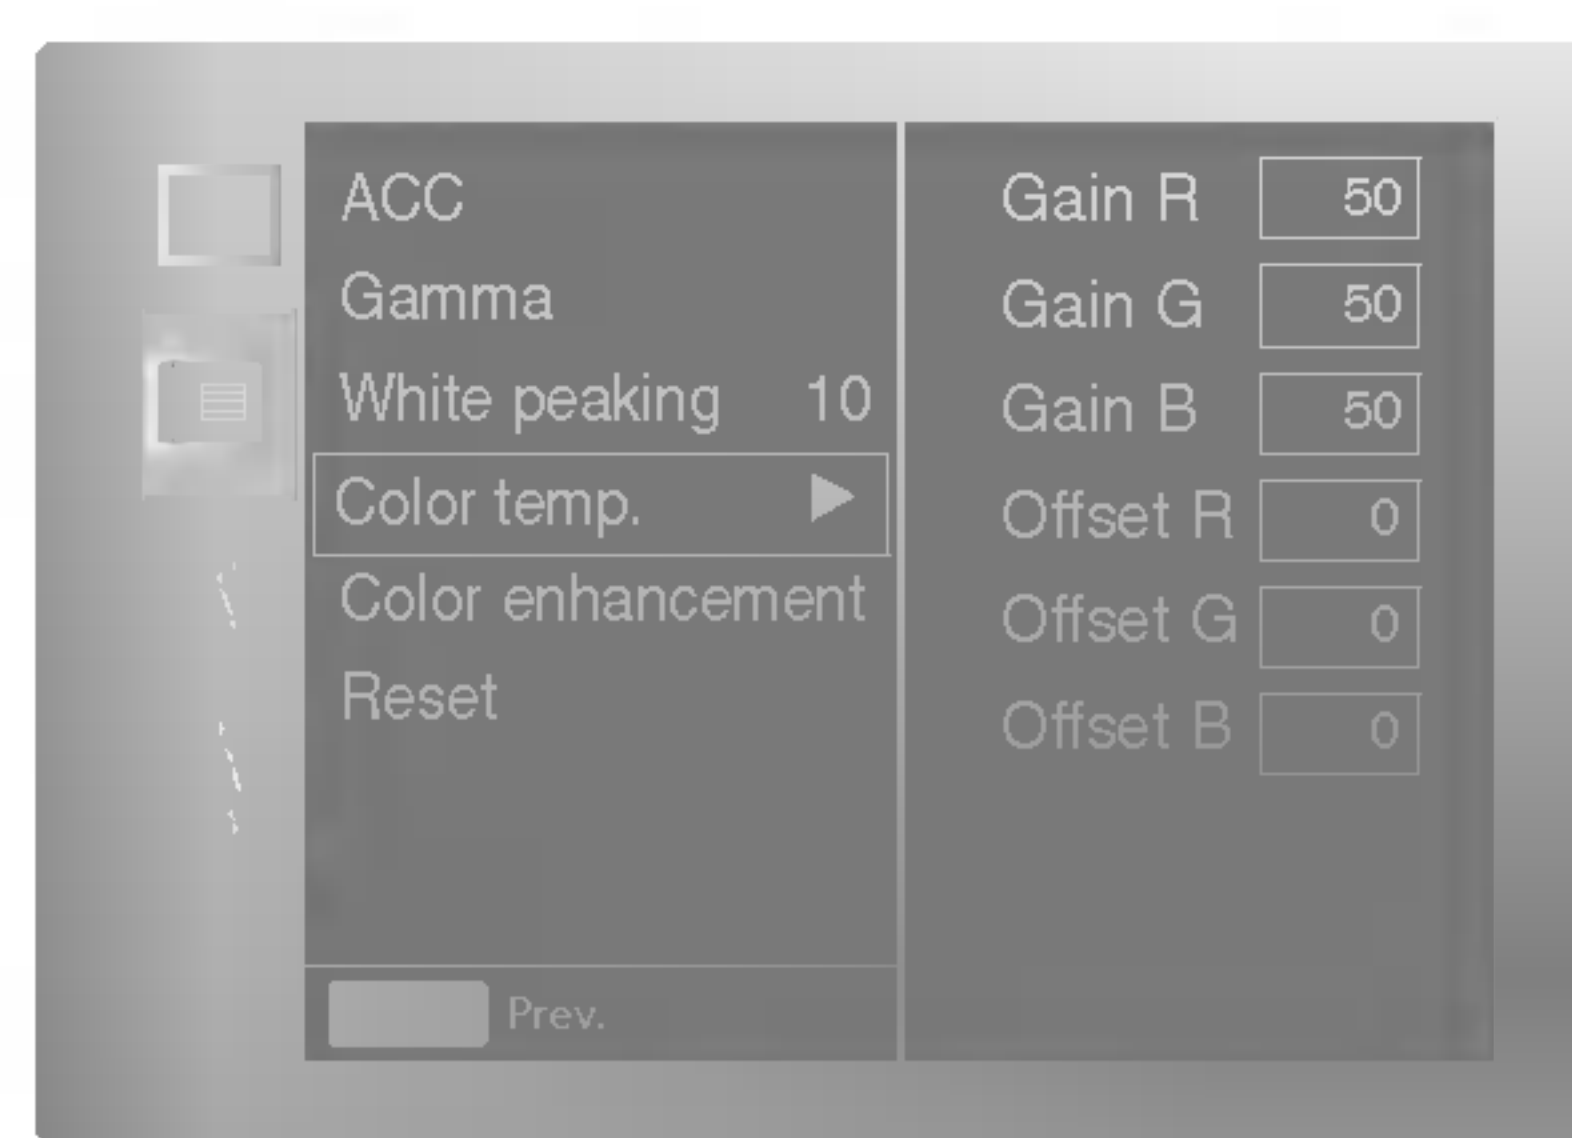 ACC
Gamma
White peaking 10
Color temp.
Color enhancement
Reset
Prev.
Gain R 50
Gain G 50
Gain B 50
Offset R 0
Offset G 0
Offset B 0